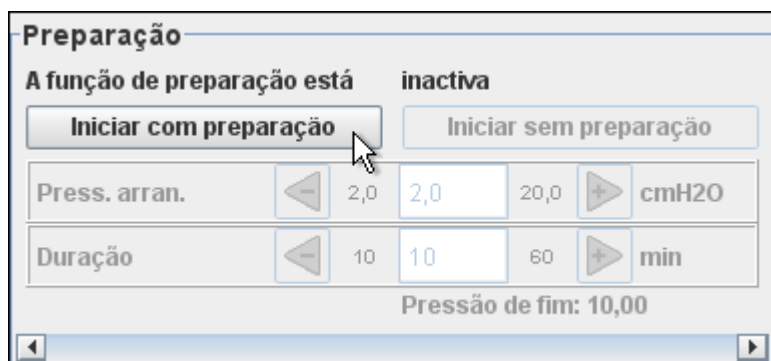 Preparação
A função de preparação está inactiva
Iniciar com preparação Iniciar sem preparação
Press. arran. 2,0 2,0 20,0 cmH2O
Duração 10 10 60 min
Pressão de fim: 10,00